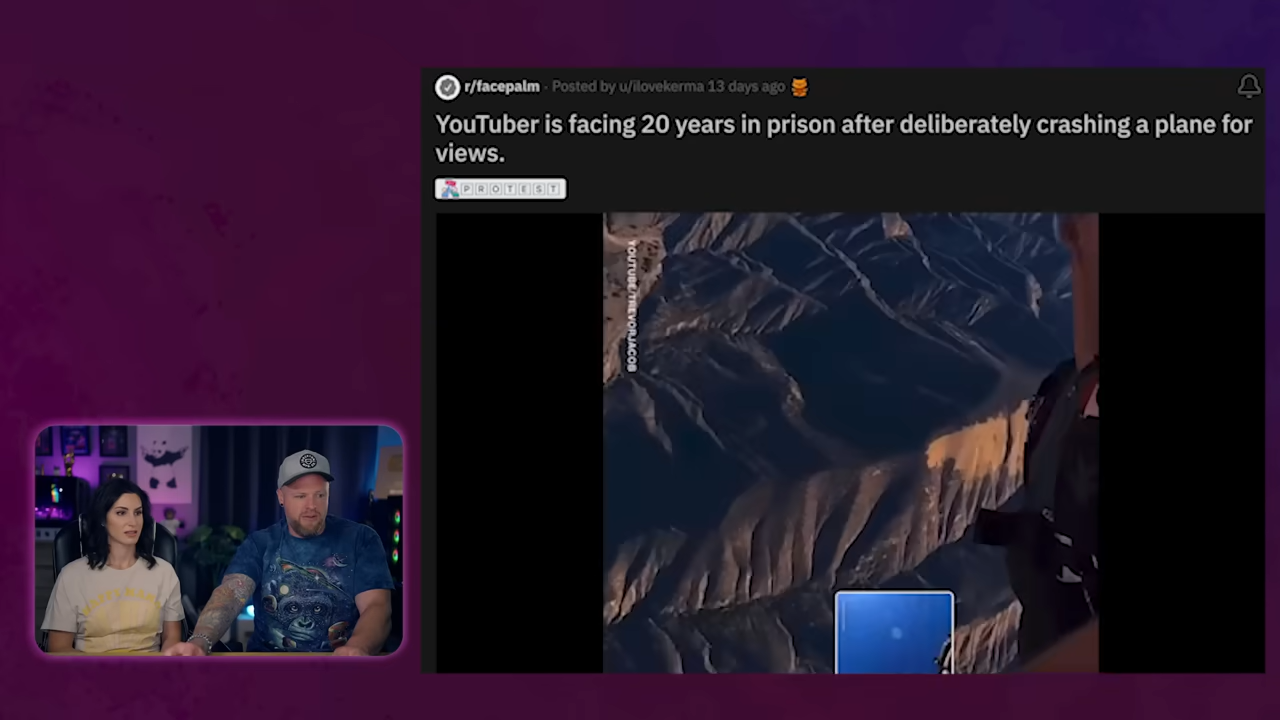 r/facepalm · Posted by u/ilovekerma 13 days ago
YouTuber is facing 20 years in prison after deliberately crashing a plane for
views.
PROTEST
YOUTUBE/TREVORJACOB